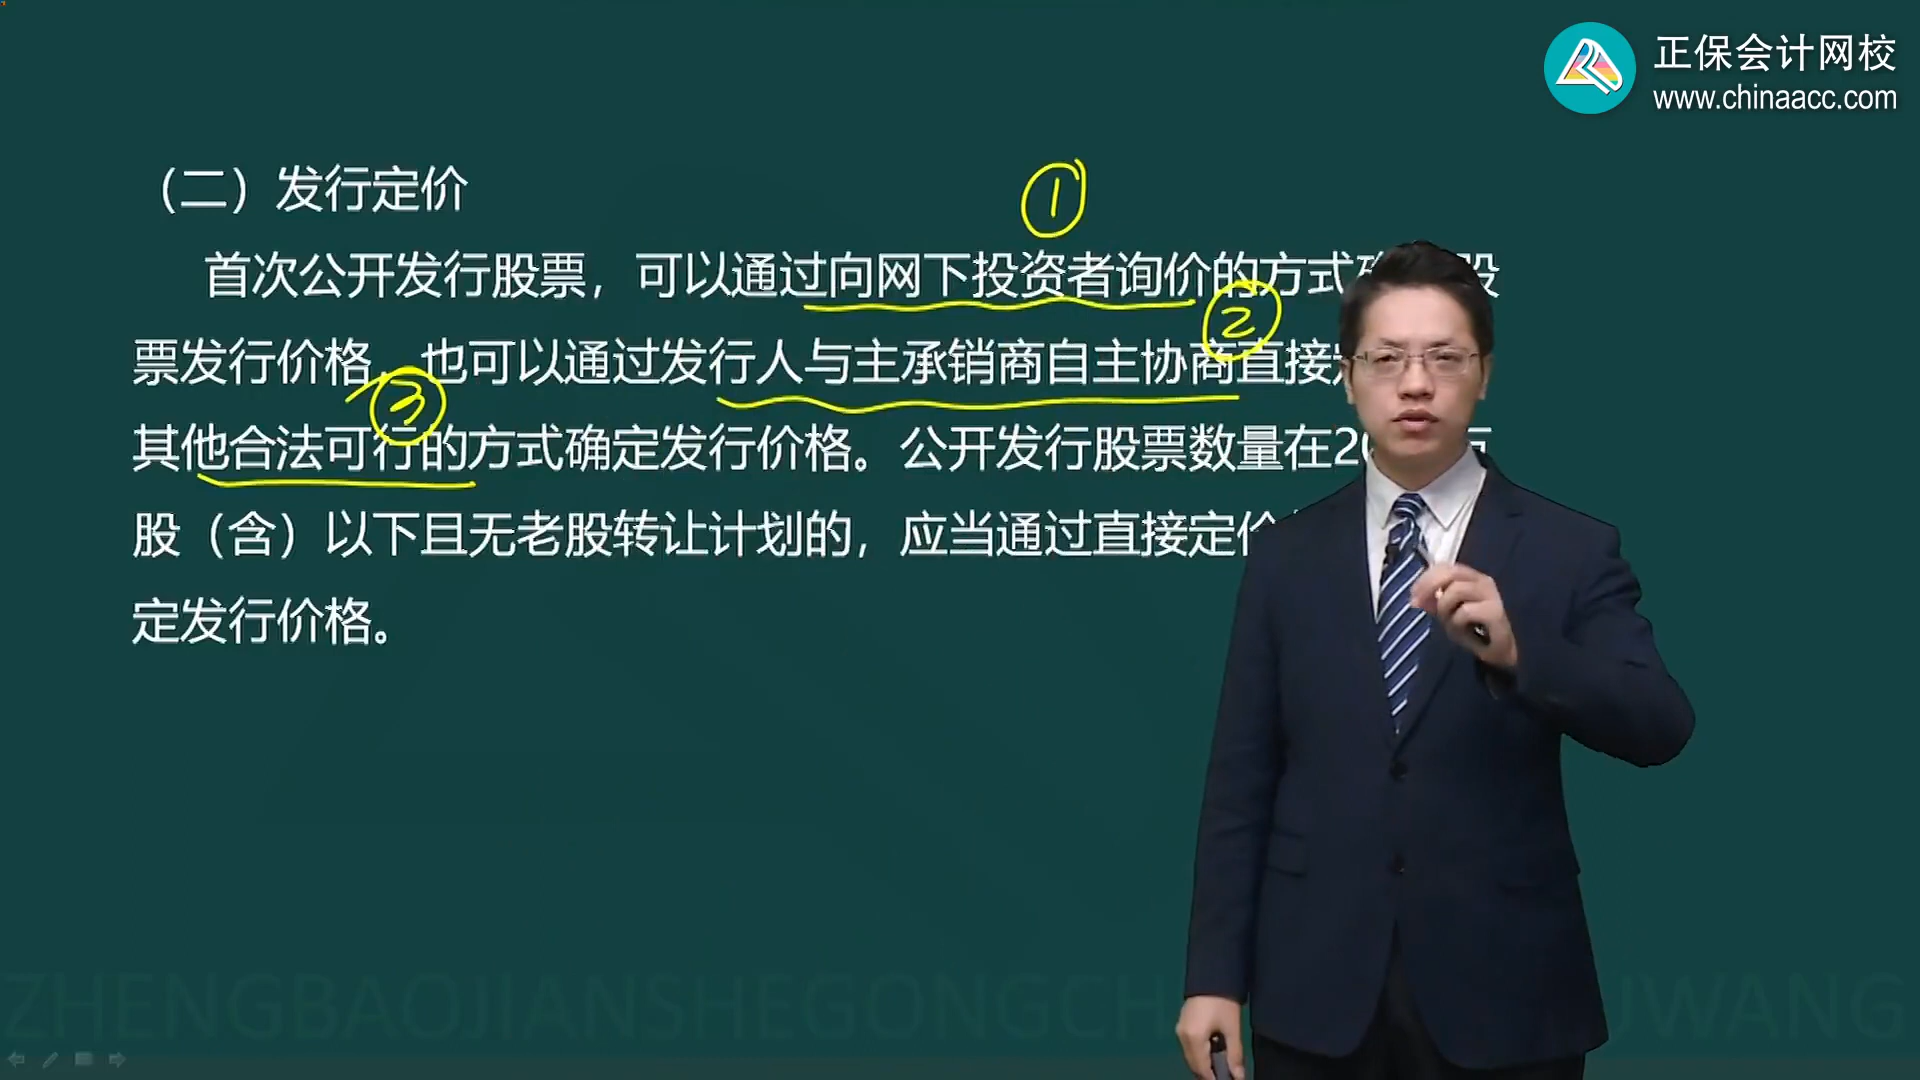 正保会计网校
www.chinaacc.com
（二）发行定价
①
首次公开发行股票，可以通过向网下投资者询价的方式 股
②
票发行价格，也可以通过发行人与主承销商自主协商直接
③
其他合法可行的方式确定发行价格。公开发行股票数量在20
股（含）以下且无老股转让计划的，应当通过直接定价
定发行价格。
ZHENGBAOJIANSHEGONGCH UWANG